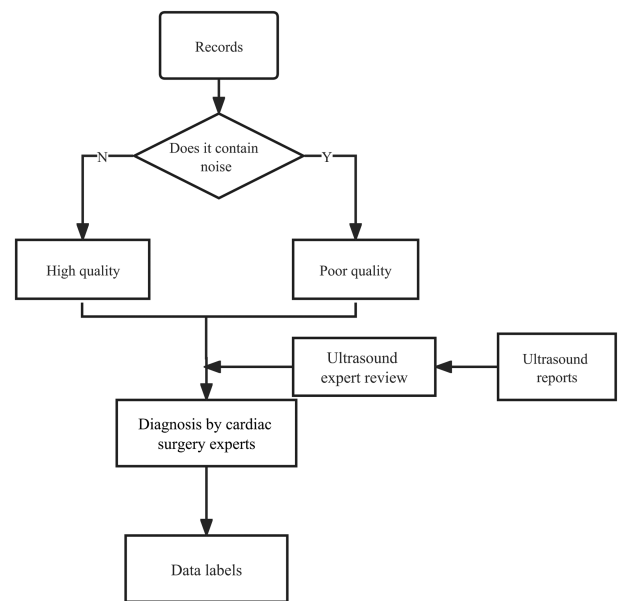 Records
Does it contain
noise
N
Y
High quality
Poor quality
Ultrasound
expert review
Ultrasound
reports
Diagnosis by cardiac
surgery experts
Data labels